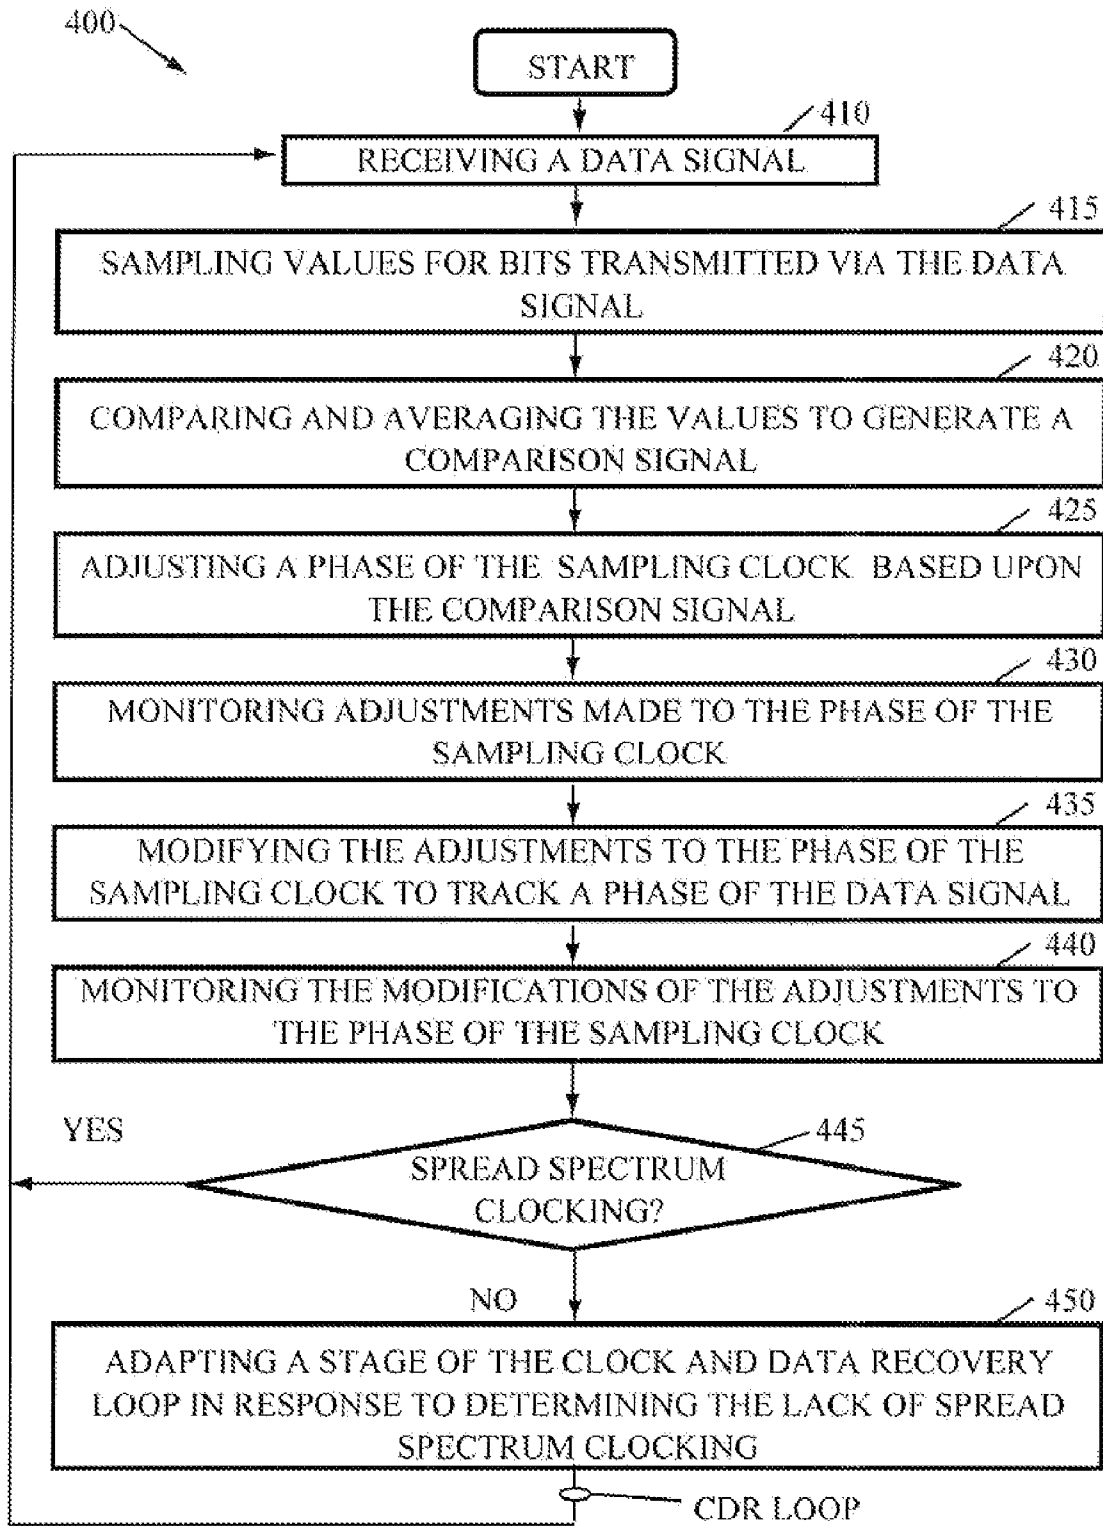 400
START
410
RECEIVING A DATA SIGNAL
415
SAMPLING VALUES FOR BITS TRANSMITTED VIA THE DATA
SIGNAL
420
COMPARING AND AVERAGING THE VALUES TO GENERATE A
COMPARISON SIGNAL
425
ADJUSTING A PHASE OF THE SAMPLING CLOCK BASED UPON
THE COMPARISON SIGNAL
430
MONITORING ADJUSTMENTS MADE TO THE PHASE OF THE
SAMPLING CLOCK
435
MODIFYING THE ADJUSTMENTS TO THE PHASE OF THE
SAMPLING CLOCK TO TRACK A PHASE OF THE DATA SIGNAL
440
MONITORING THE MODIFICATIONS OF THE ADJUSTMENTS TO
THE PHASE OF THE SAMPLING CLOCK
YES
445
SPREAD SPECTRUM
CLOCKING?
NO
450
ADAPTING A STAGE OF THE CLOCK AND DATA RECOVERY
LOOP IN RESPONSE TO DETERMINING THE LACK OF SPREAD
SPECTRUM CLOCKING
CDR LOOP